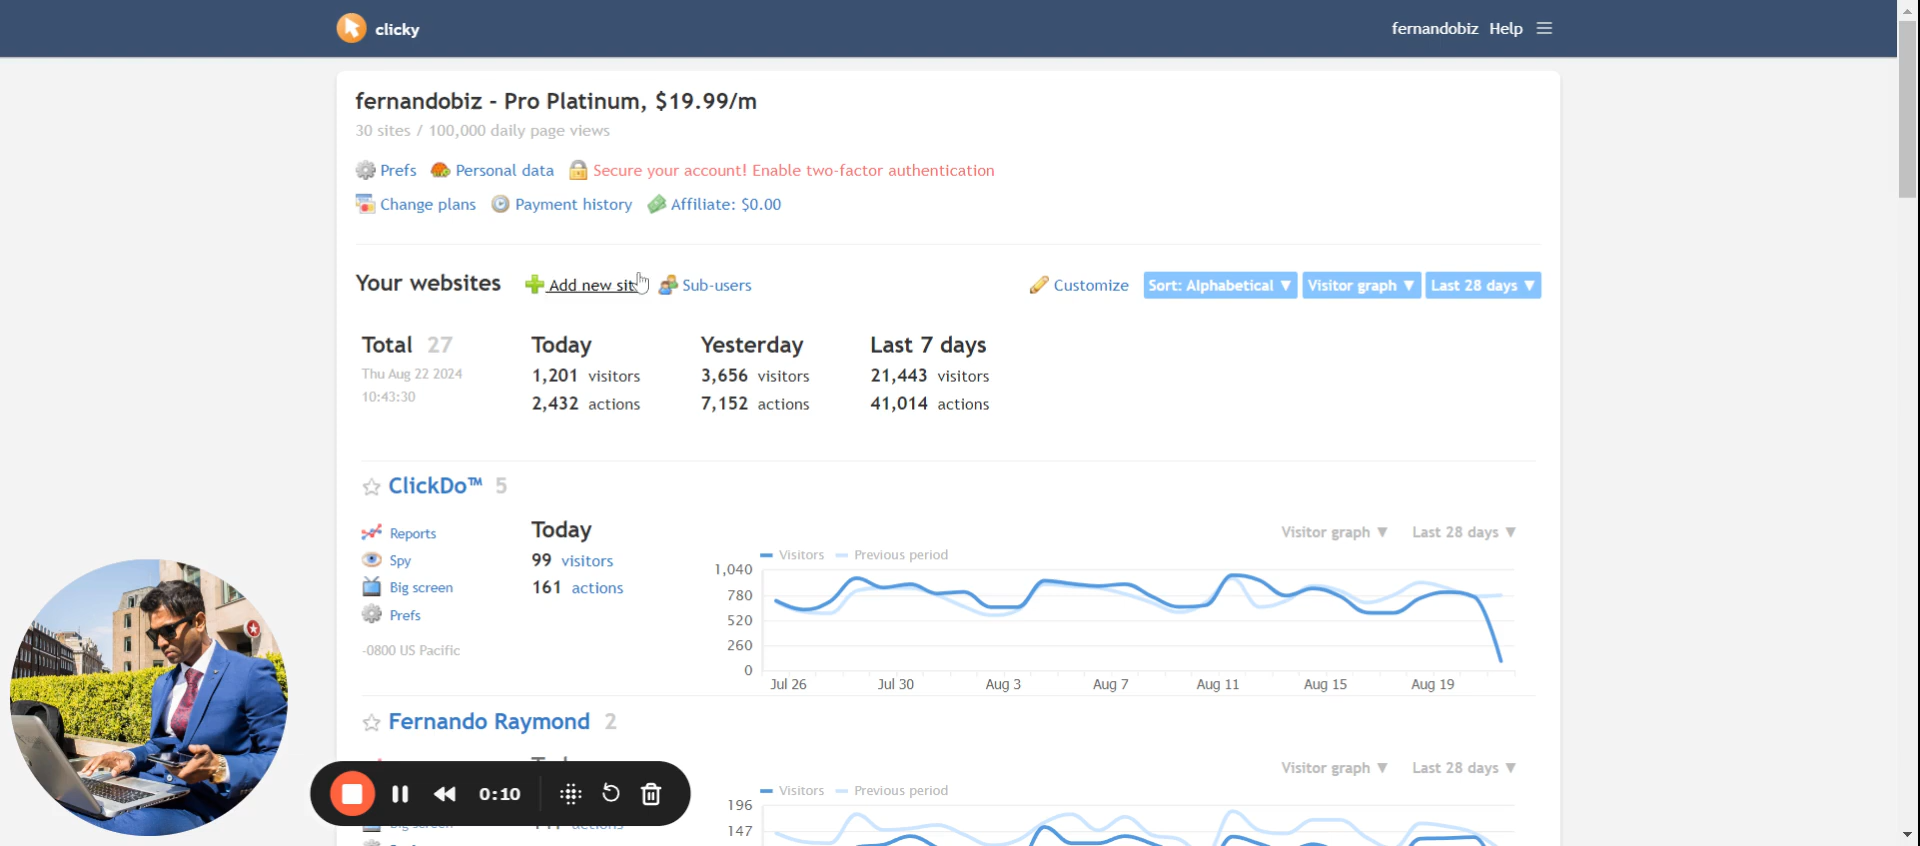 clicky
fernandobiz Help
fernandobiz - Pro Platinum, $19.99/m
30 sites / 100,000 daily page views
Prefs Personal data Secure your account! Enable two-factor authentication
Change plans Payment history Affiliate: $0.00
Your websites Add new sit Sub-users Customize Sort: Alphabetical ▼ Visitor graph ▼ Last 28 days ▼
Total 27 Today Yesterday Last 7 days
Thu Aug 22 2024 1,201 visitors 3,656 visitors 21,443 visitors
10:43:30 2,432 actions 7,152 actions 41,014 actions
ClickDo™ 5
Reports Today Visitor graph ▼ Last 28 days ▼
Spy 99 visitors Visitors Previous period
Big screen 161 actions
Prefs
-0800 US Pacific
1,040
780
520
260
0
Jul 26 Jul 30 Aug 3 Aug 7 Aug 11 Aug 15 Aug 19
Fernando Raymond 2
Visitor graph ▼ Last 28 days ▼
Visitors Previous period
0:10
196
147